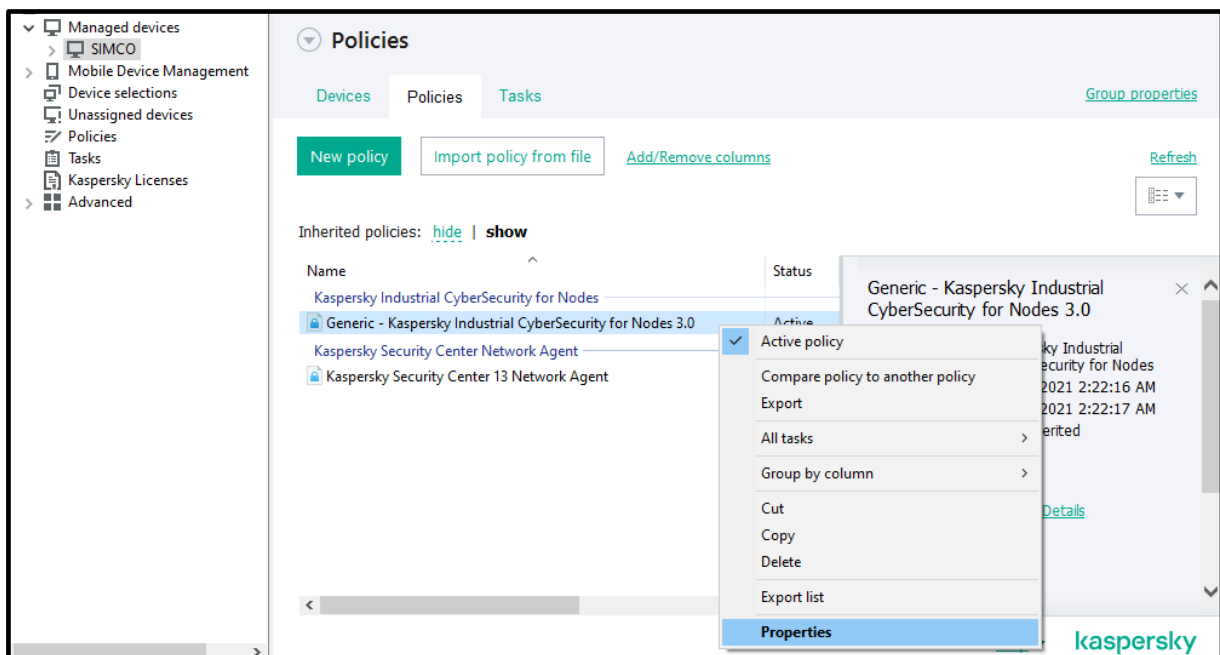 Managed devices
SIMCO
Mobile Device Management
Device selections
Unassigned devices
Policies
Tasks
Kaspersky Licenses
Advanced
Policies
Devices Policies Tasks Group properties
New policy Import policy from file Add/Remove columns Refresh
Inherited policies: hide | show
Name Status
Kaspersky Industrial CyberSecurity for Nodes
Generic - Kaspersky Industrial CyberSecurity for Nodes 3.0 Active
Kaspersky Security Center Network Agent
Kaspersky Security Center 13 Network Agent
Generic - Kaspersky Industrial
CyberSecurity for Nodes 3.0
ky Industrial
ecurity for Nodes
2021 2:22:16 AM
2021 2:22:17 AM
erited
Details
Active policy
Compare policy to another policy
Export
All tasks
Group by column
Cut
Copy
Delete
Export list
Properties
kaspersky